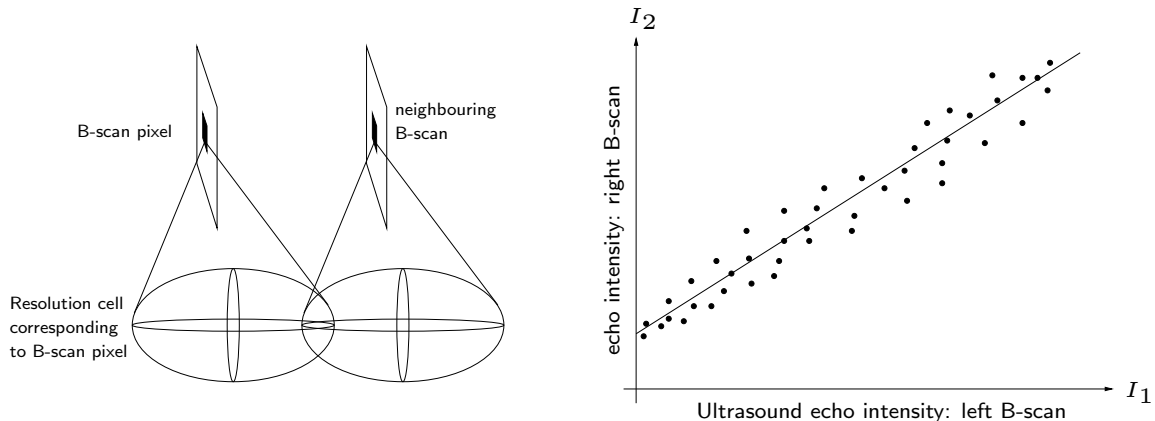 B-scan pixel
neighbouring
B-scan
Resolution cell
corresponding
to B-scan pixel
I2
echo intensity: right B-scan
I1
Ultrasound echo intensity: left B-scan